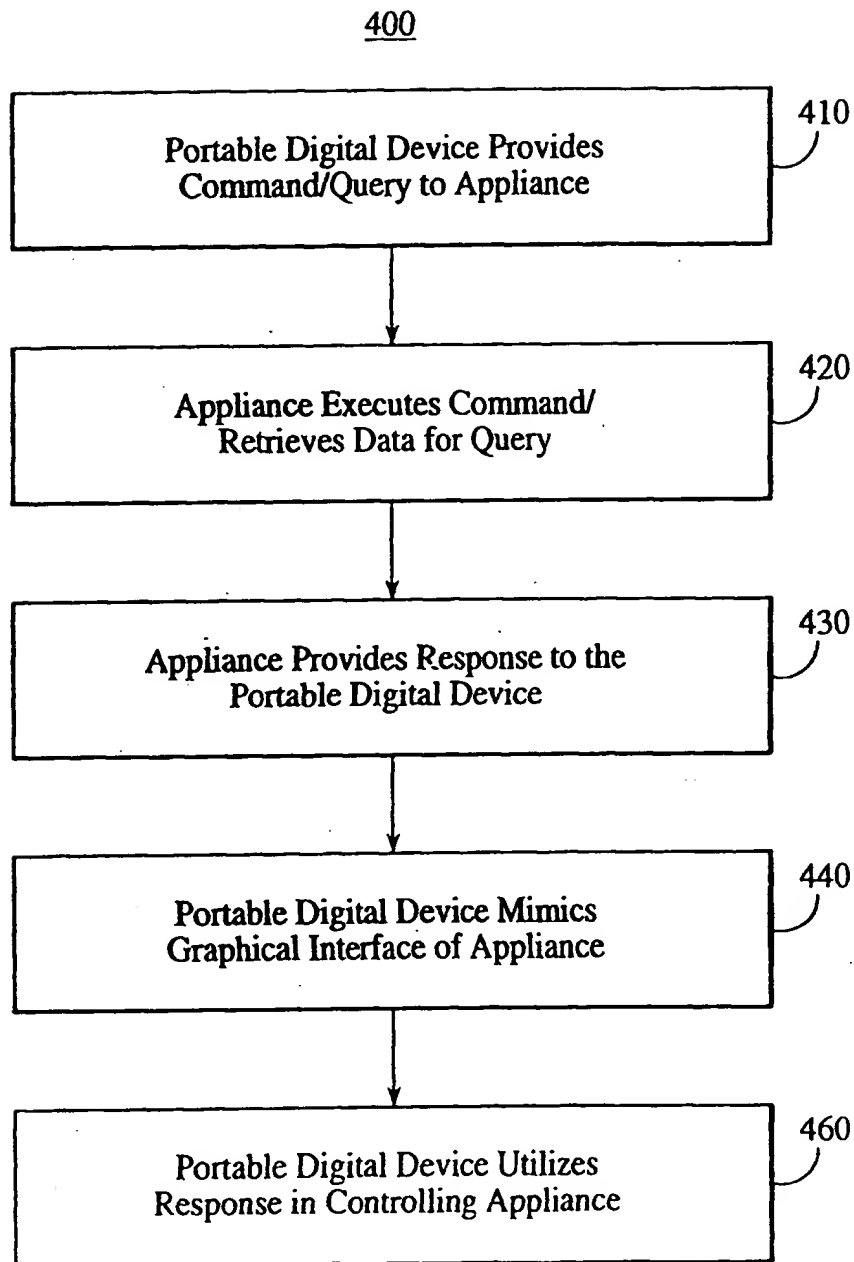 400
410
Portable Digital Device Provides
Command/Query to Appliance
420
Appliance Executes Command/
Retrieves Data for Query
430
Appliance Provides Response to the
Portable Digital Device
440
Portable Digital Device Mimics
Graphical Interface of Appliance
460
Portable Digital Device Utilizes
Response in Controlling Appliance